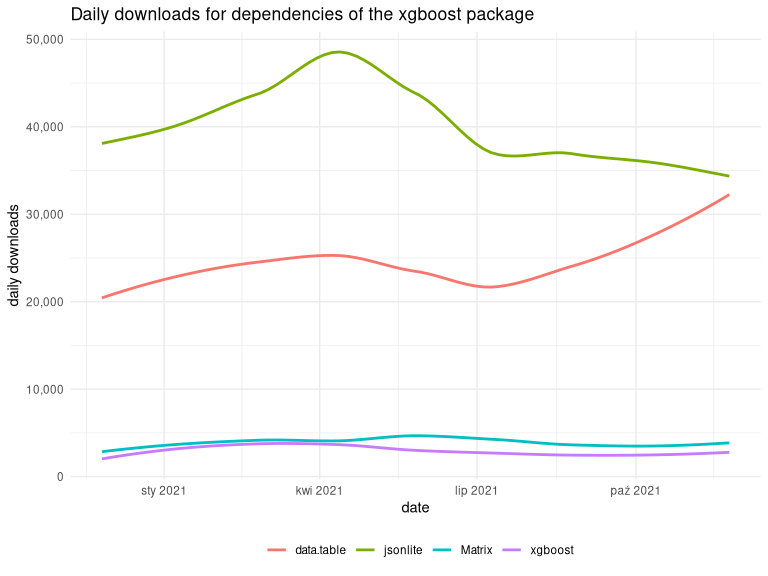 Daily downloads for dependencies of the xgboost package
50,000
40,000
30,000
20,000
10,000
0
daily downloads
sty 2021 kwi 2021 lip 2021 paź 2021
date
data.table jsonlite Matrix xgboost